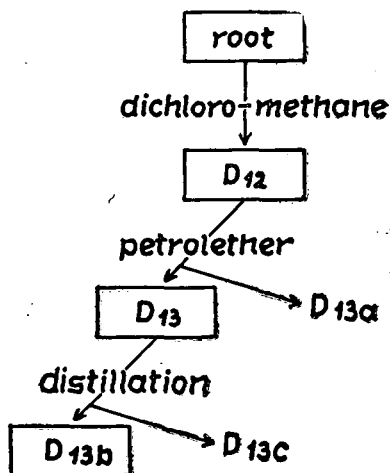 root
dichloro-methane
D12
petrolether
D13
D13a
distillation
D13b
D13c